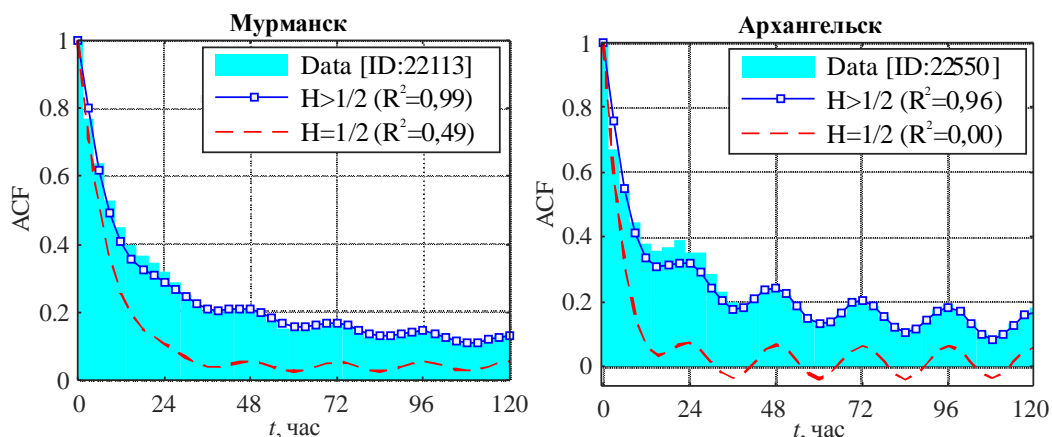 Мурманск
1
0.8
0.6
0.4
0.2
0
ACF
Data [ID:22113]
H>1/2 (R²=0,99)
H=1/2 (R²=0,49)
0 24 48 72 96 120
t, час
Архангельск
1
0.8
0.6
0.4
0.2
0
ACF
Data [ID:22550]
H>1/2 (R²=0,96)
H=1/2 (R²=0,00)
0 24 48 72 96 120
t, час